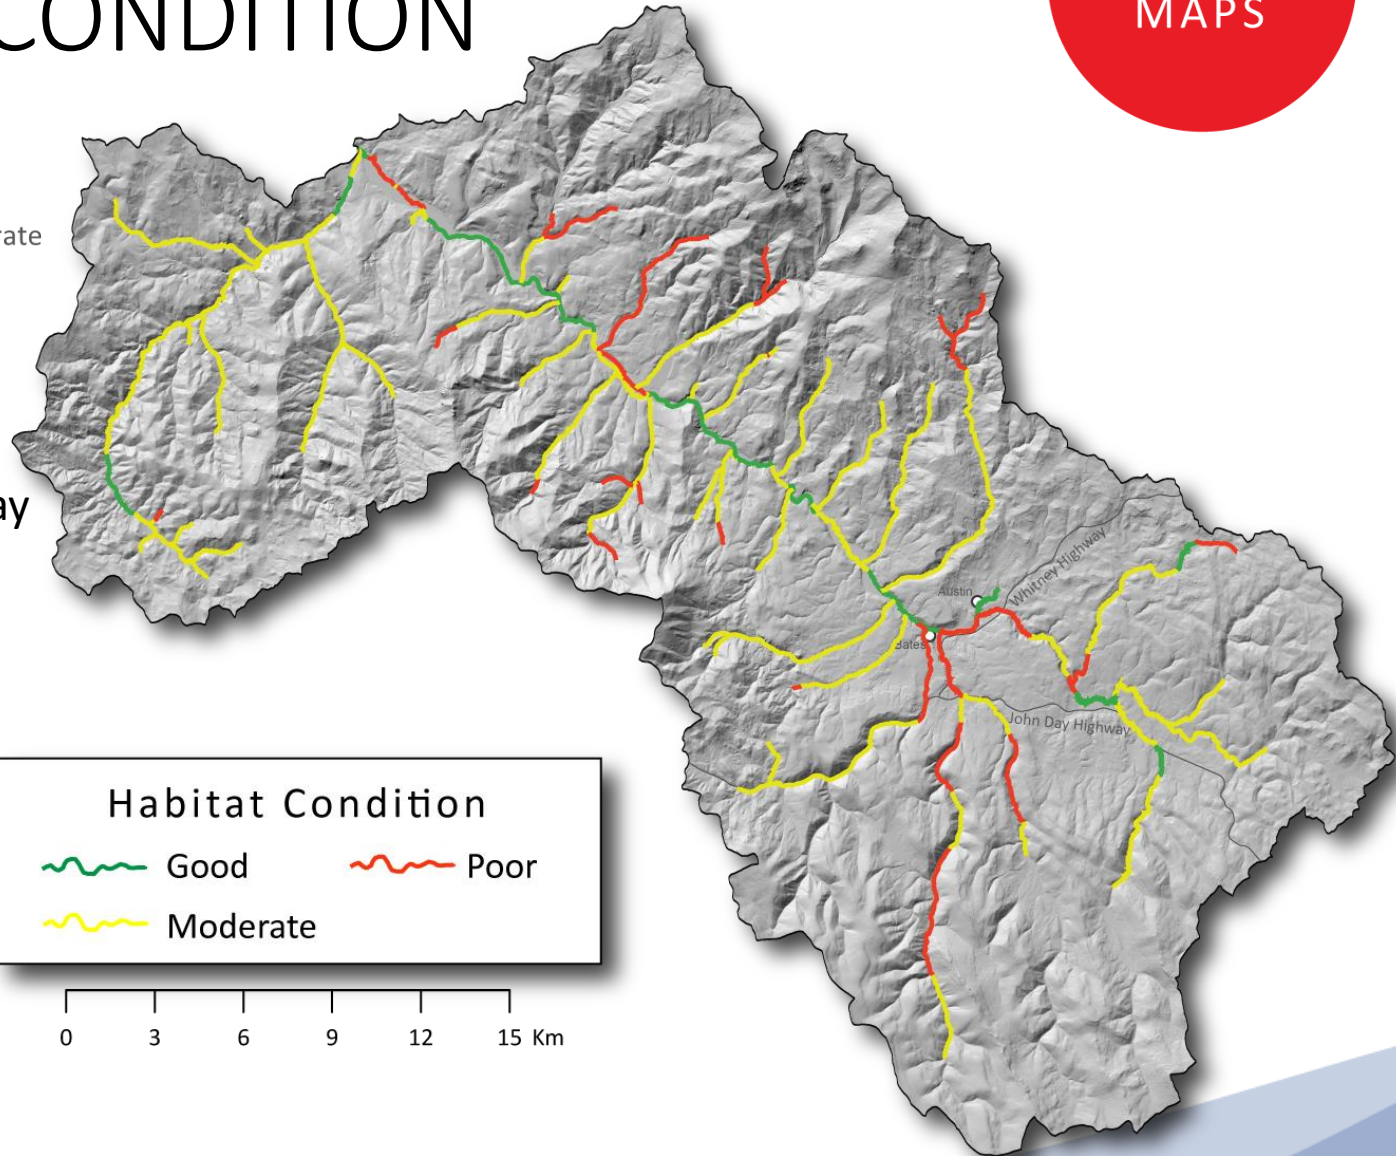 CONDITION
MAPS
rate
ay
Austin
Whitney Highway
Bates
John Day Highway
Habitat Condition
Good
Poor
Moderate
0 3 6 9 12 15 Km